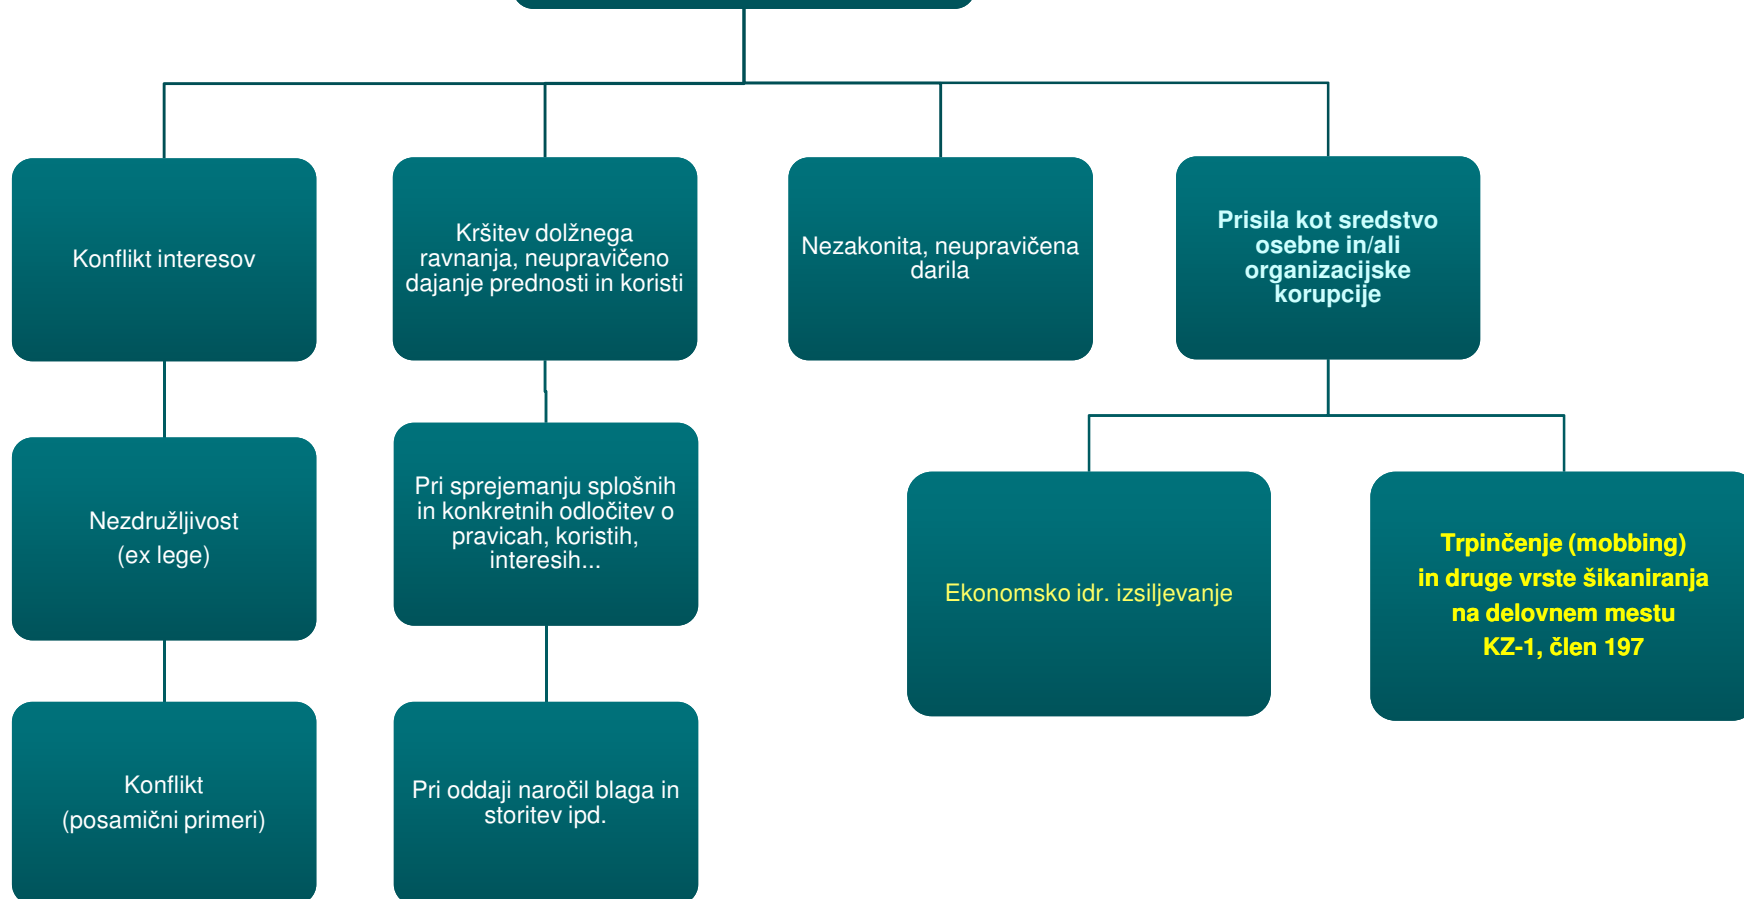 Konflikt interesov
Kršitev dolžnega
ravnanja, neupravičeno
dajanje prednosti in koristi
Nezakonita, neupravičena
darila
Prisila kot sredstvo
osebne in/ali
organizacijske
korupcije
Nezdružljivost
(ex lege)
Pri sprejemanju splošnih
in konkretnih odločitev o
pravicah, koristih,
interesih...
Ekonomsko idr. izsiljevanje
Trpinčenje (mobbing)
in druge vrste šikaniranja
na delovnem mestu
KZ-1, člen 197
Konflikt
(posamični primeri)
Pri oddaji naročil blaga in
storitev ipd.